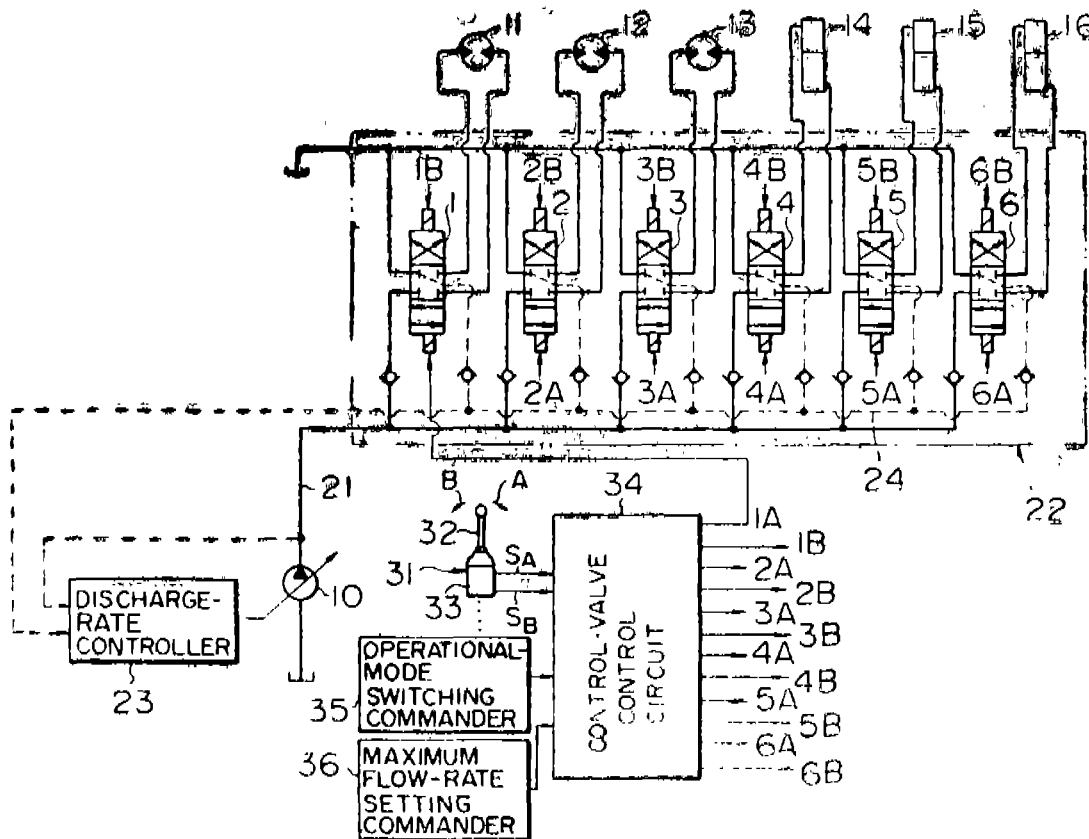 11 12 13 14 15 16
1B 2B 3B 4B 5B 6B
1 2 3 4 5 6
2A 3A 4A 5A 6A
21 B A 34 24 22
32 1A
SA 1B
31 2A
10 33 2B
SB 3A
DISCHARGE-
RATE
CONTROLLER
23
3B
4A
4B
5A
5B
6A
6B
OPERATIONAL-
MODE
SWITCHING
COMMANDER
35
CONTROL-VALVE
CONTROL
CIRCUIT
36
MAXIMUM
FLOW-RATE
SETTING
COMMANDER